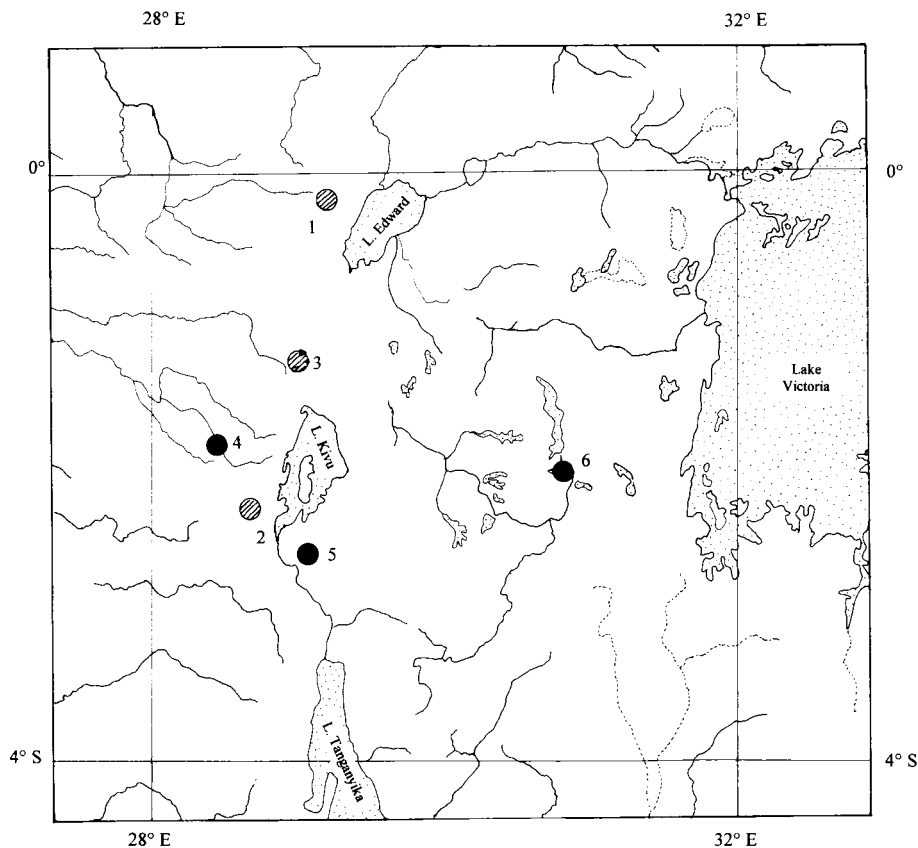 28° E 32° E
0° 0°
1
L. Edward
3
Lake
Victoria
4
L. Kivu
6
2
5
L. Tanganyika
4° S 4° S
28° E 32° E